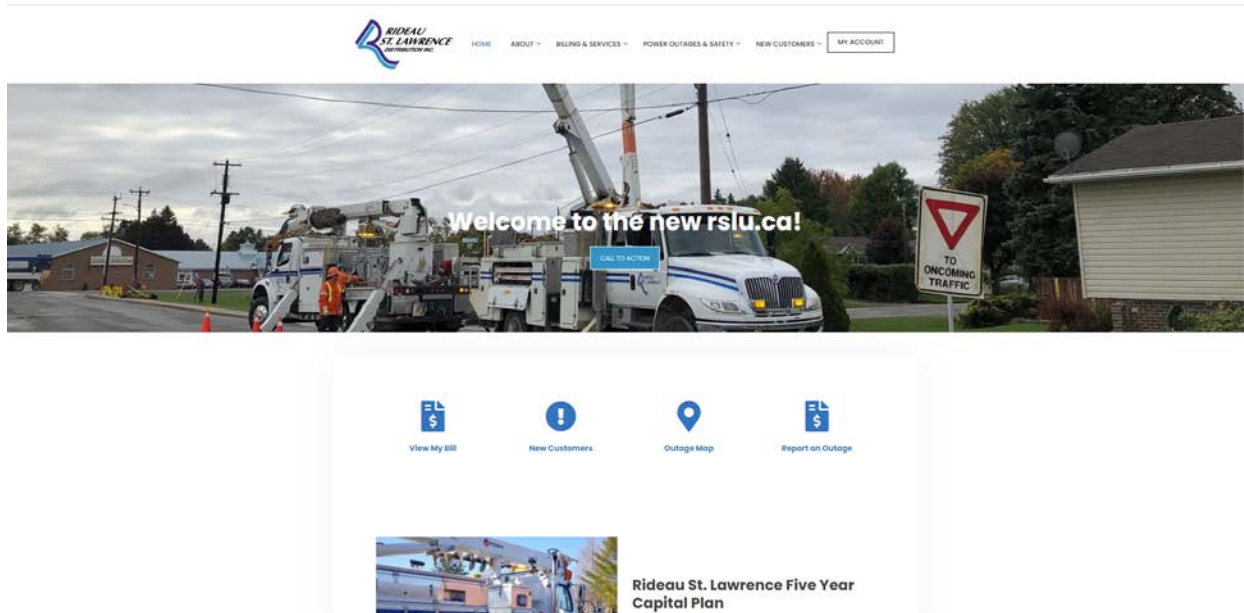 RIDEAU
ST. LAWRENCE
DISTRIBUTION INC.
HOME ABOUT BILLING & SERVICES POWER OUTAGES & SAFETY NEW CUSTOMERS MY ACCOUNT
Welcome to the new rslu.ca!
CALL TO ACTION
TO
ONCOMING
TRAFFIC
View My Bill New Customers Outage Map Report an Outage
Rideau St. Lawrence Five Year
Capital Plan